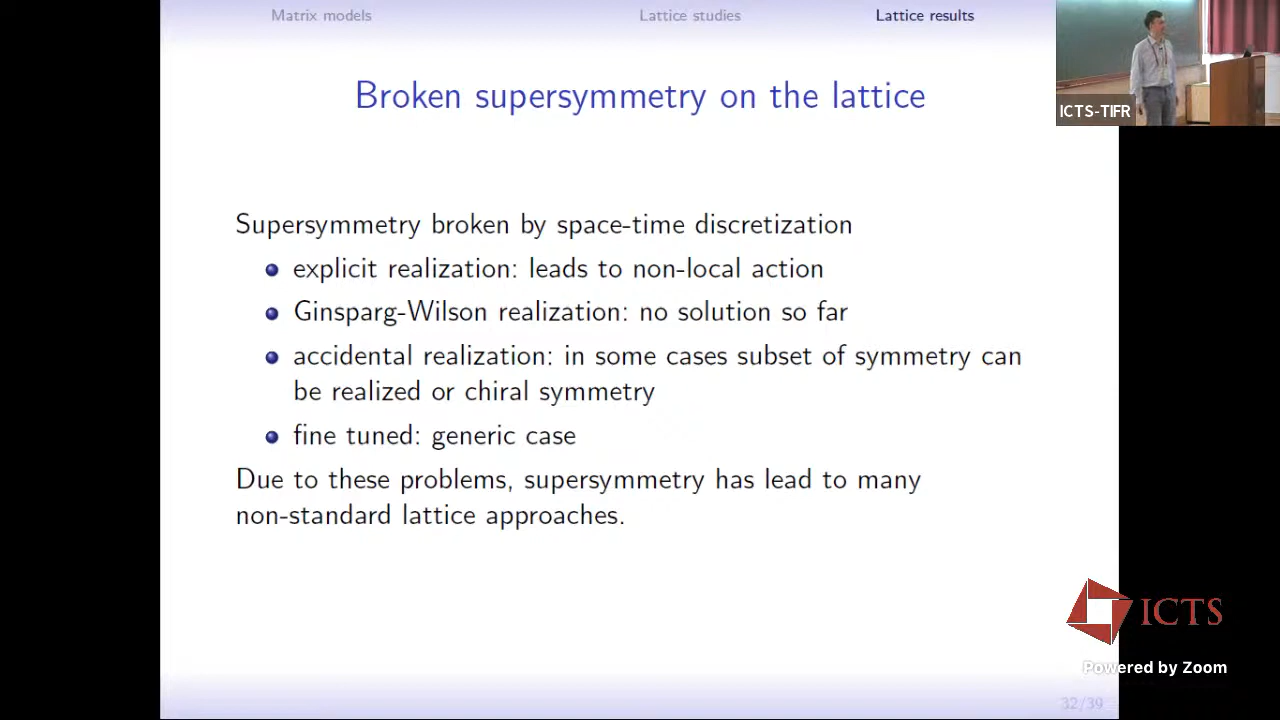 Matrix models Lattice studies Lattice results
ICTS-TIFR
Broken supersymmetry on the lattice
Supersymmetry broken by space-time discretization
explicit realization: leads to non-local action
Ginsparg-Wilson realization: no solution so far
accidental realization: in some cases subset of symmetry can
be realized or chiral symmetry
fine tuned: generic case
Due to these problems, supersymmetry has lead to many
non-standard lattice approaches.
ICTS
Powered by Zoom
32/39